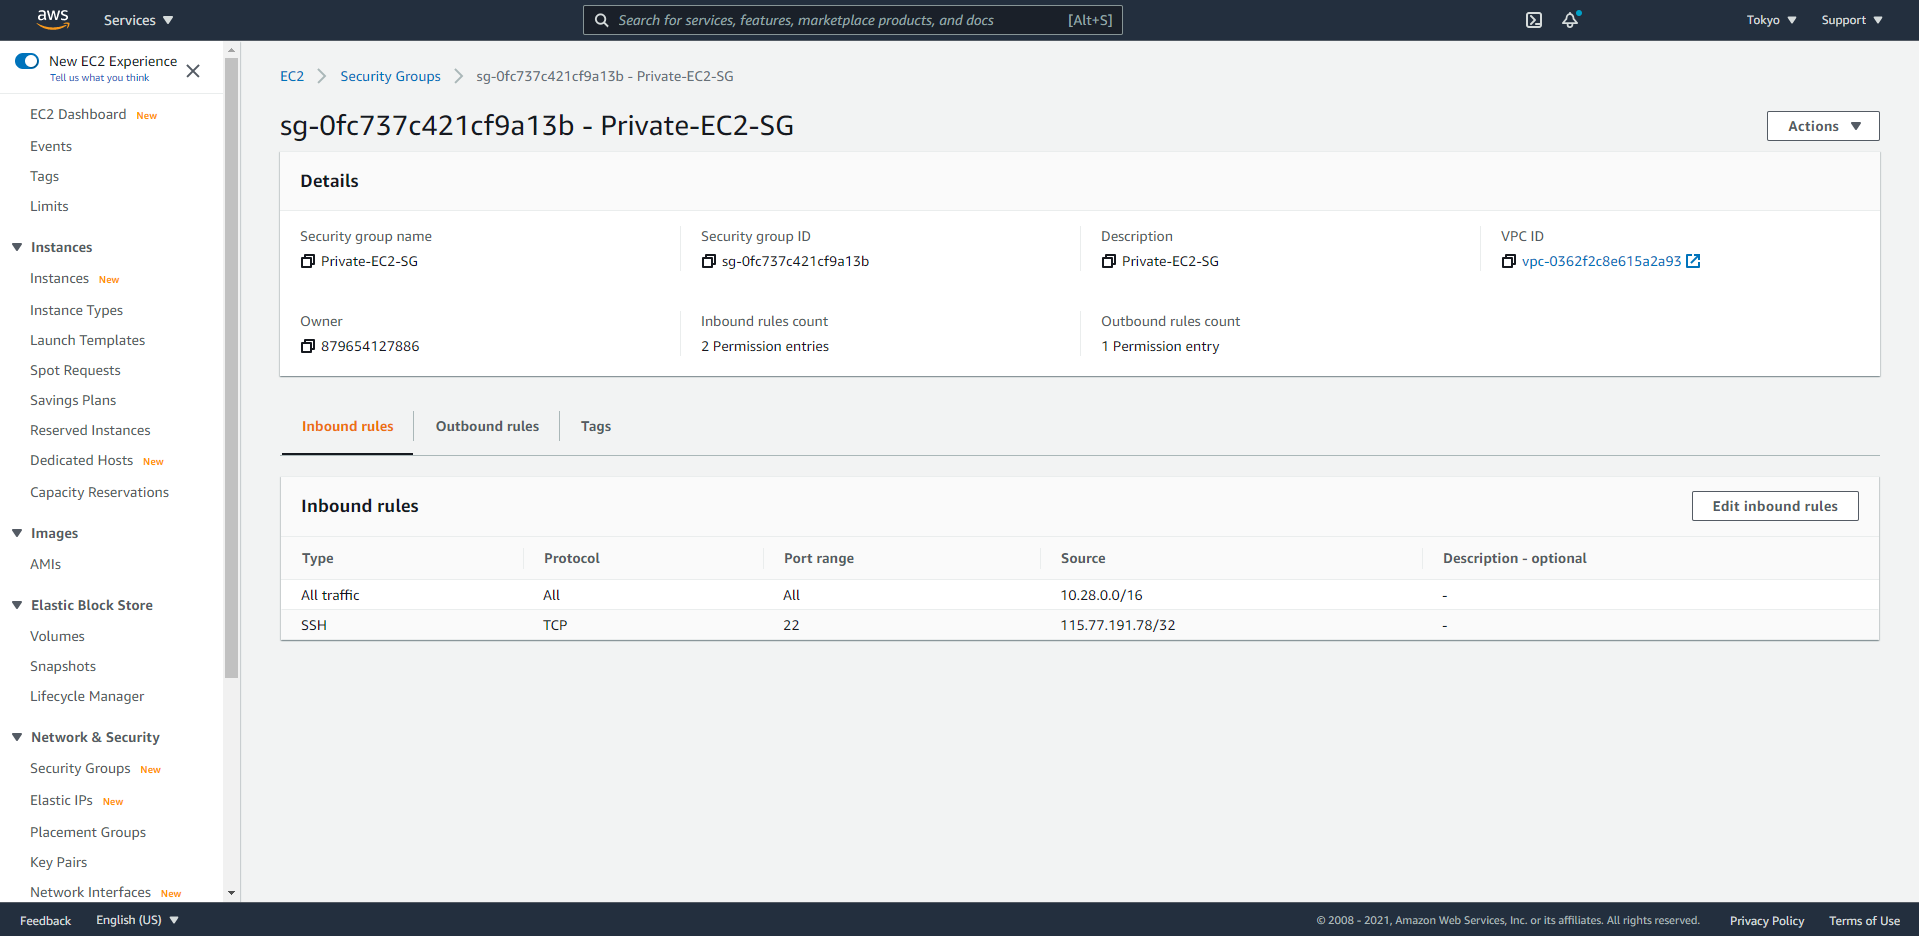 aws
Services
Search for services, features, marketplace products, and docs [Alt+S]
Tokyo
Support
New EC2 Experience
Tell us what you think
EC2 Dashboard New
Events
Tags
Limits
Instances
Instances New
Instance Types
Launch Templates
Spot Requests
Savings Plans
Reserved Instances
Dedicated Hosts New
Capacity Reservations
Images
AMIs
Elastic Block Store
Volumes
Snapshots
Lifecycle Manager
Network & Security
Security Groups New
Elastic IPs New
Placement Groups
Key Pairs
Network Interfaces New
EC2 Security Groups sg-0fc737c421cf9a13b - Private-EC2-SG
sg-0fc737c421cf9a13b - Private-EC2-SG
Actions
Details
Security group name
Private-EC2-SG
Security group ID
sg-0fc737c421cf9a13b
Description
Private-EC2-SG
VPC ID
vpc-0362f2c8e615a2a93
Owner
879654127886
Inbound rules count
2 Permission entries
Outbound rules count
1 Permission entry
Inbound rules Outbound rules Tags
Inbound rules
Edit inbound rules
Type Protocol Port range Source Description - optional
All traffic All All 10.28.0.0/16 -
SSH TCP 22 115.77.191.78/32 -
Feedback English (US) © 2008 - 2021, Amazon Web Services, Inc. or its affiliates. All rights reserved. Privacy Policy Terms of Use